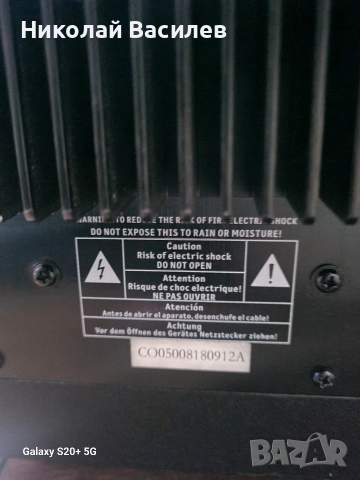 Николай Василев
WARNING: TO REDUCE THE RISK OF FIRE ELECTRIC SHOCK
DO NOT EXPOSE THIS TO RAIN OR MOISTURE!
Caution
Risk of electric shock
DO NOT OPEN
Attention
Risque de choc electrique!
NE PAS OUVRIR
Atención
Antes de abrir el aparato, desenchufe el cable!
Achtung
Vor dem Öffnen des Gerätes Netzstecker ziehen!
CO05008180912A
Galaxy S20+ 5G
BAZAR